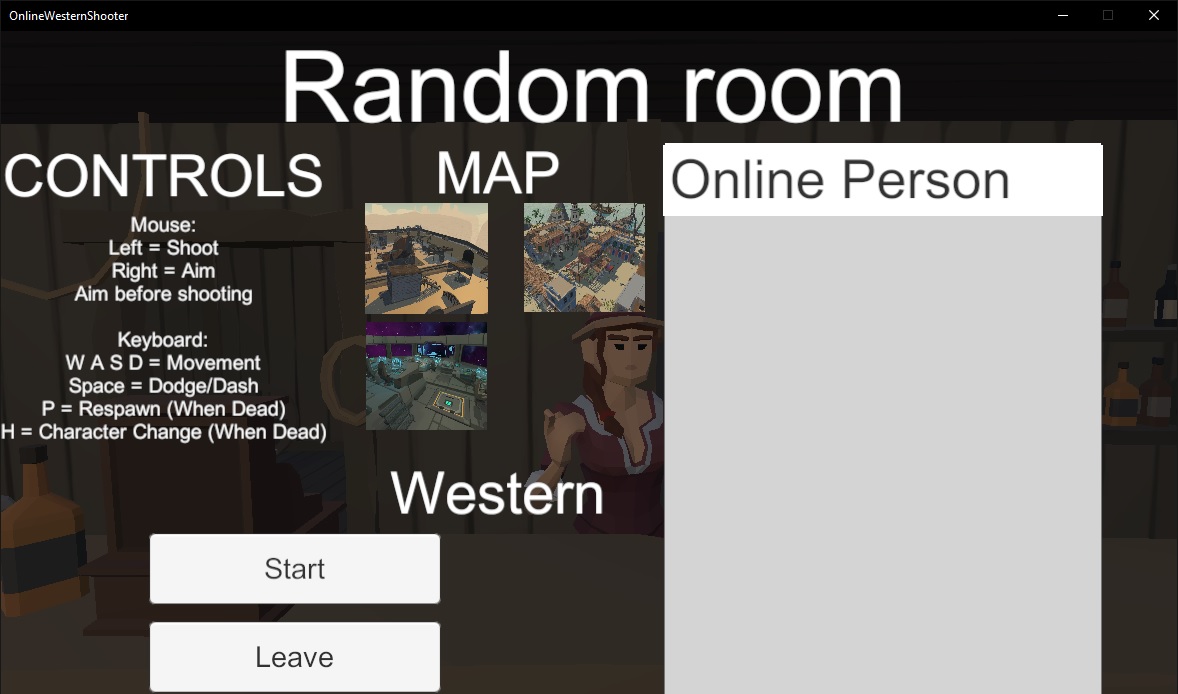 OnlineWesternShooter
Random room
CONTROLS
Mouse:
Left = Shoot
Right = Aim
Aim before shooting
Keyboard:
W A S D = Movement
Space = Dodge/Dash
P = Respawn (When Dead)
H = Character Change (When Dead)
MAP
Western
Start
Leave
Online Person